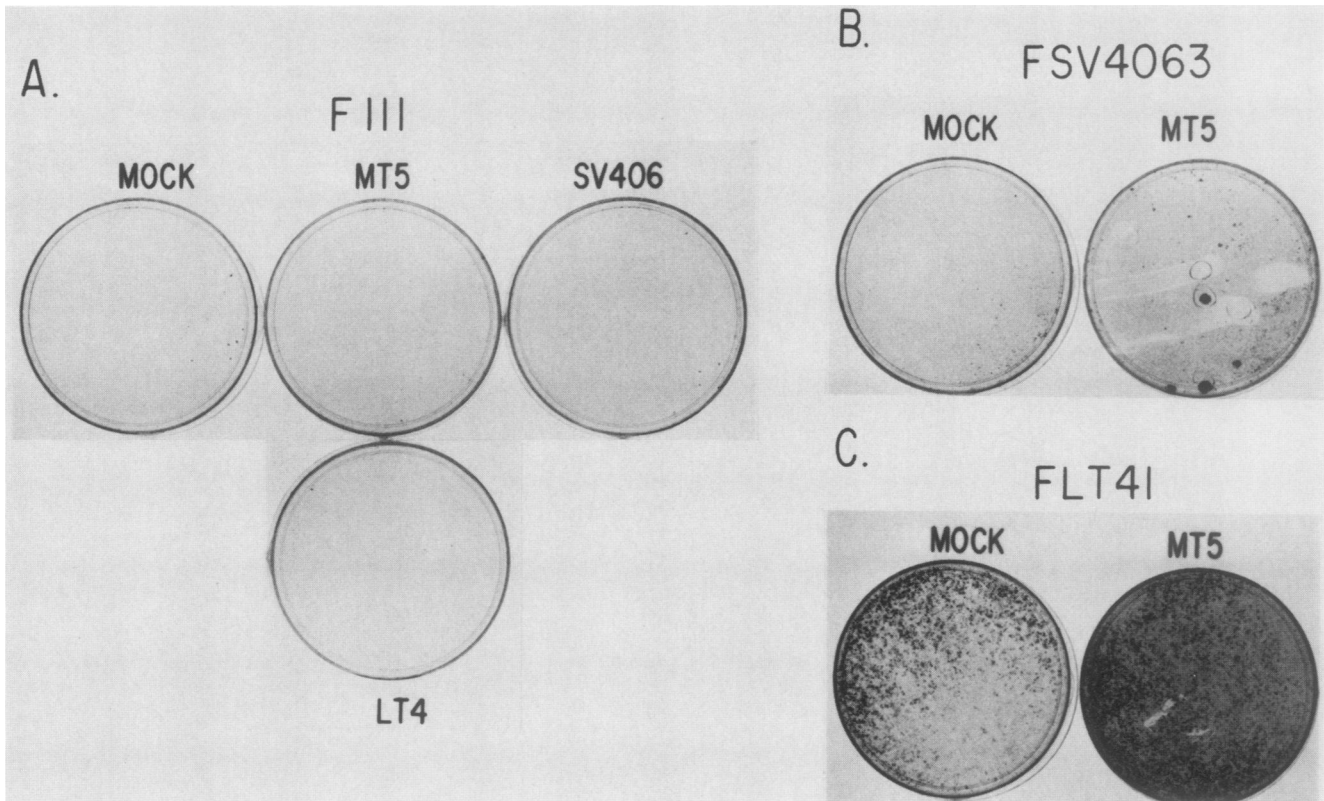 A.
F111
MOCK MT5 SV406
LT4
B.
FSV4063
MOCK MT5
C.
FLT41
MOCK MT5